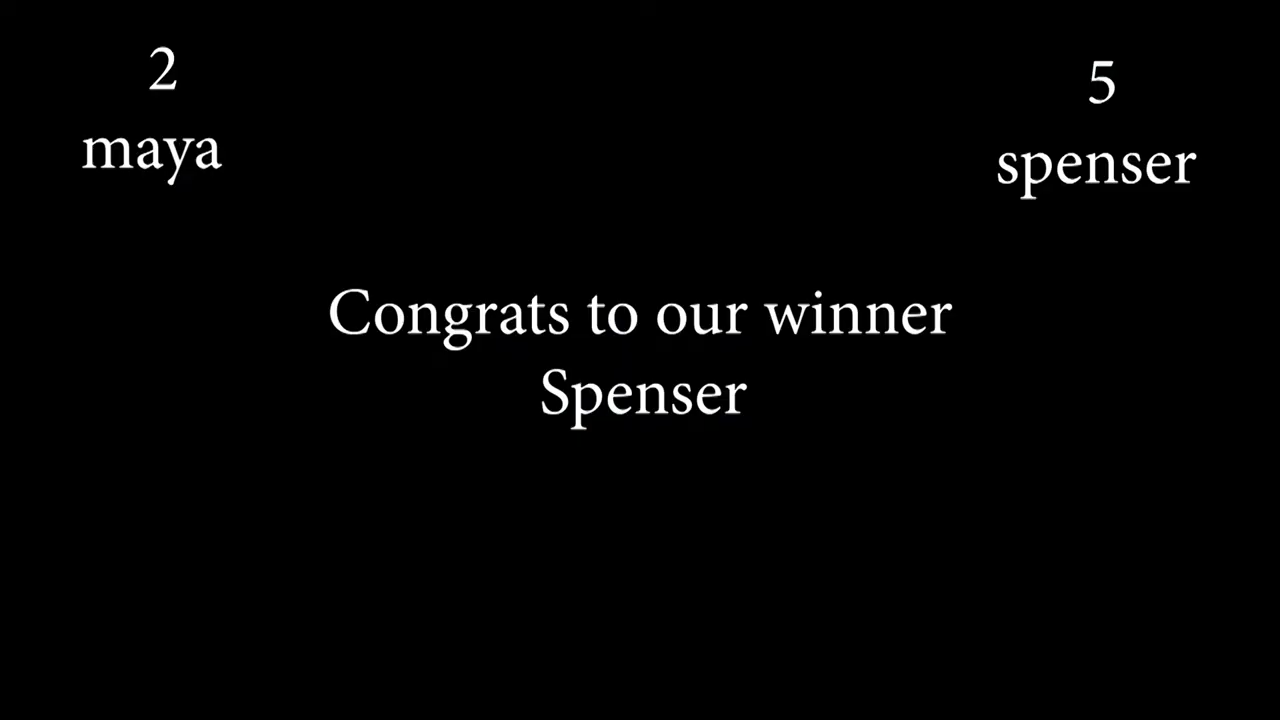 2
maya
5
spenser
Congrats to our winner
Spenser